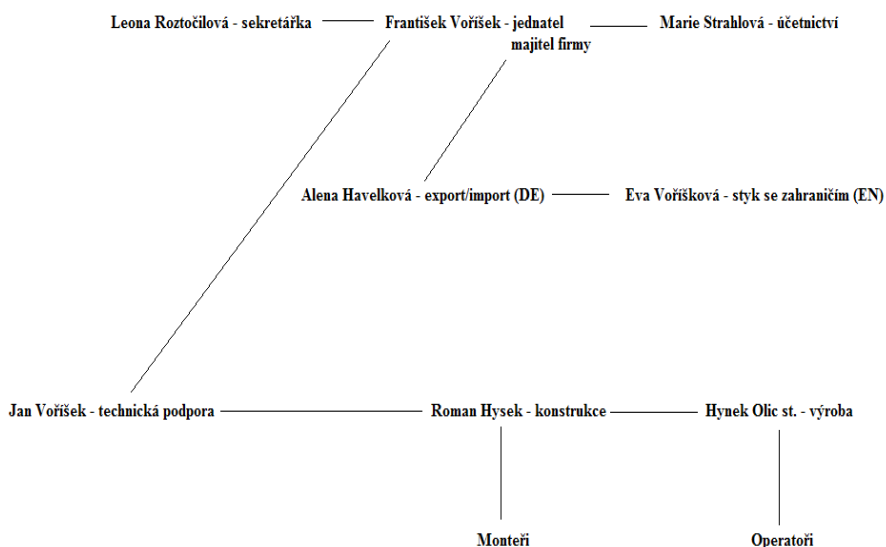 Leona Roztočilová - sekretářka
František Voříšek - jednatel
majitel firmy
Marie Strahlová - účetnictví
Alena Havelková - export/import (DE)
Eva Voříšková - styk se zahraničím (EN)
Jan Voříšek - technická podpora
Roman Hysek - konstrukce
Hynek Olic st. - výroba
Monteři
Operatoři